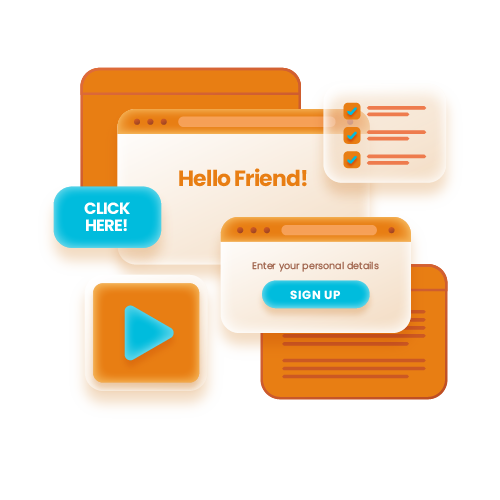 Hello Friend!
CLICK
HERE!
Enter your personal details
SIGN UP